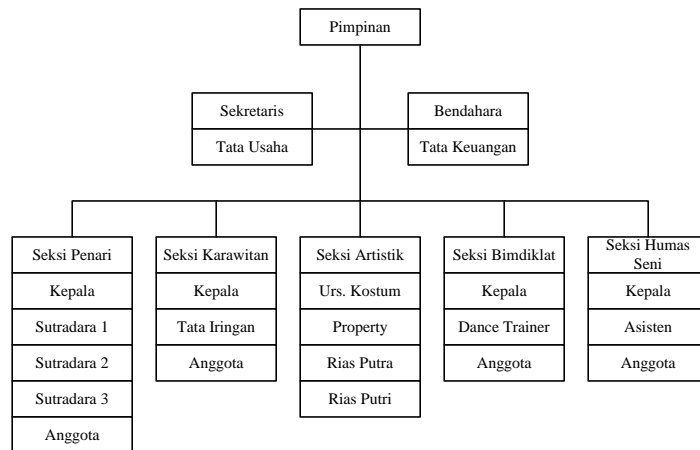 Pimpinan
Sekretaris
Tata Usaha
Bendahara
Tata Keuangan
Seksi Penari
Kepala
Sutradara 1
Sutradara 2
Sutradara 3
Anggota
Seksi Karawitan
Kepala
Tata Iringan
Anggota
Seksi Artistik
Urs. Kostum
Property
Rias Putra
Rias Putri
Seksi Bimdiklat
Kepala
Dance Trainer
Anggota
Seksi Humas
Seni
Kepala
Asisten
Anggota